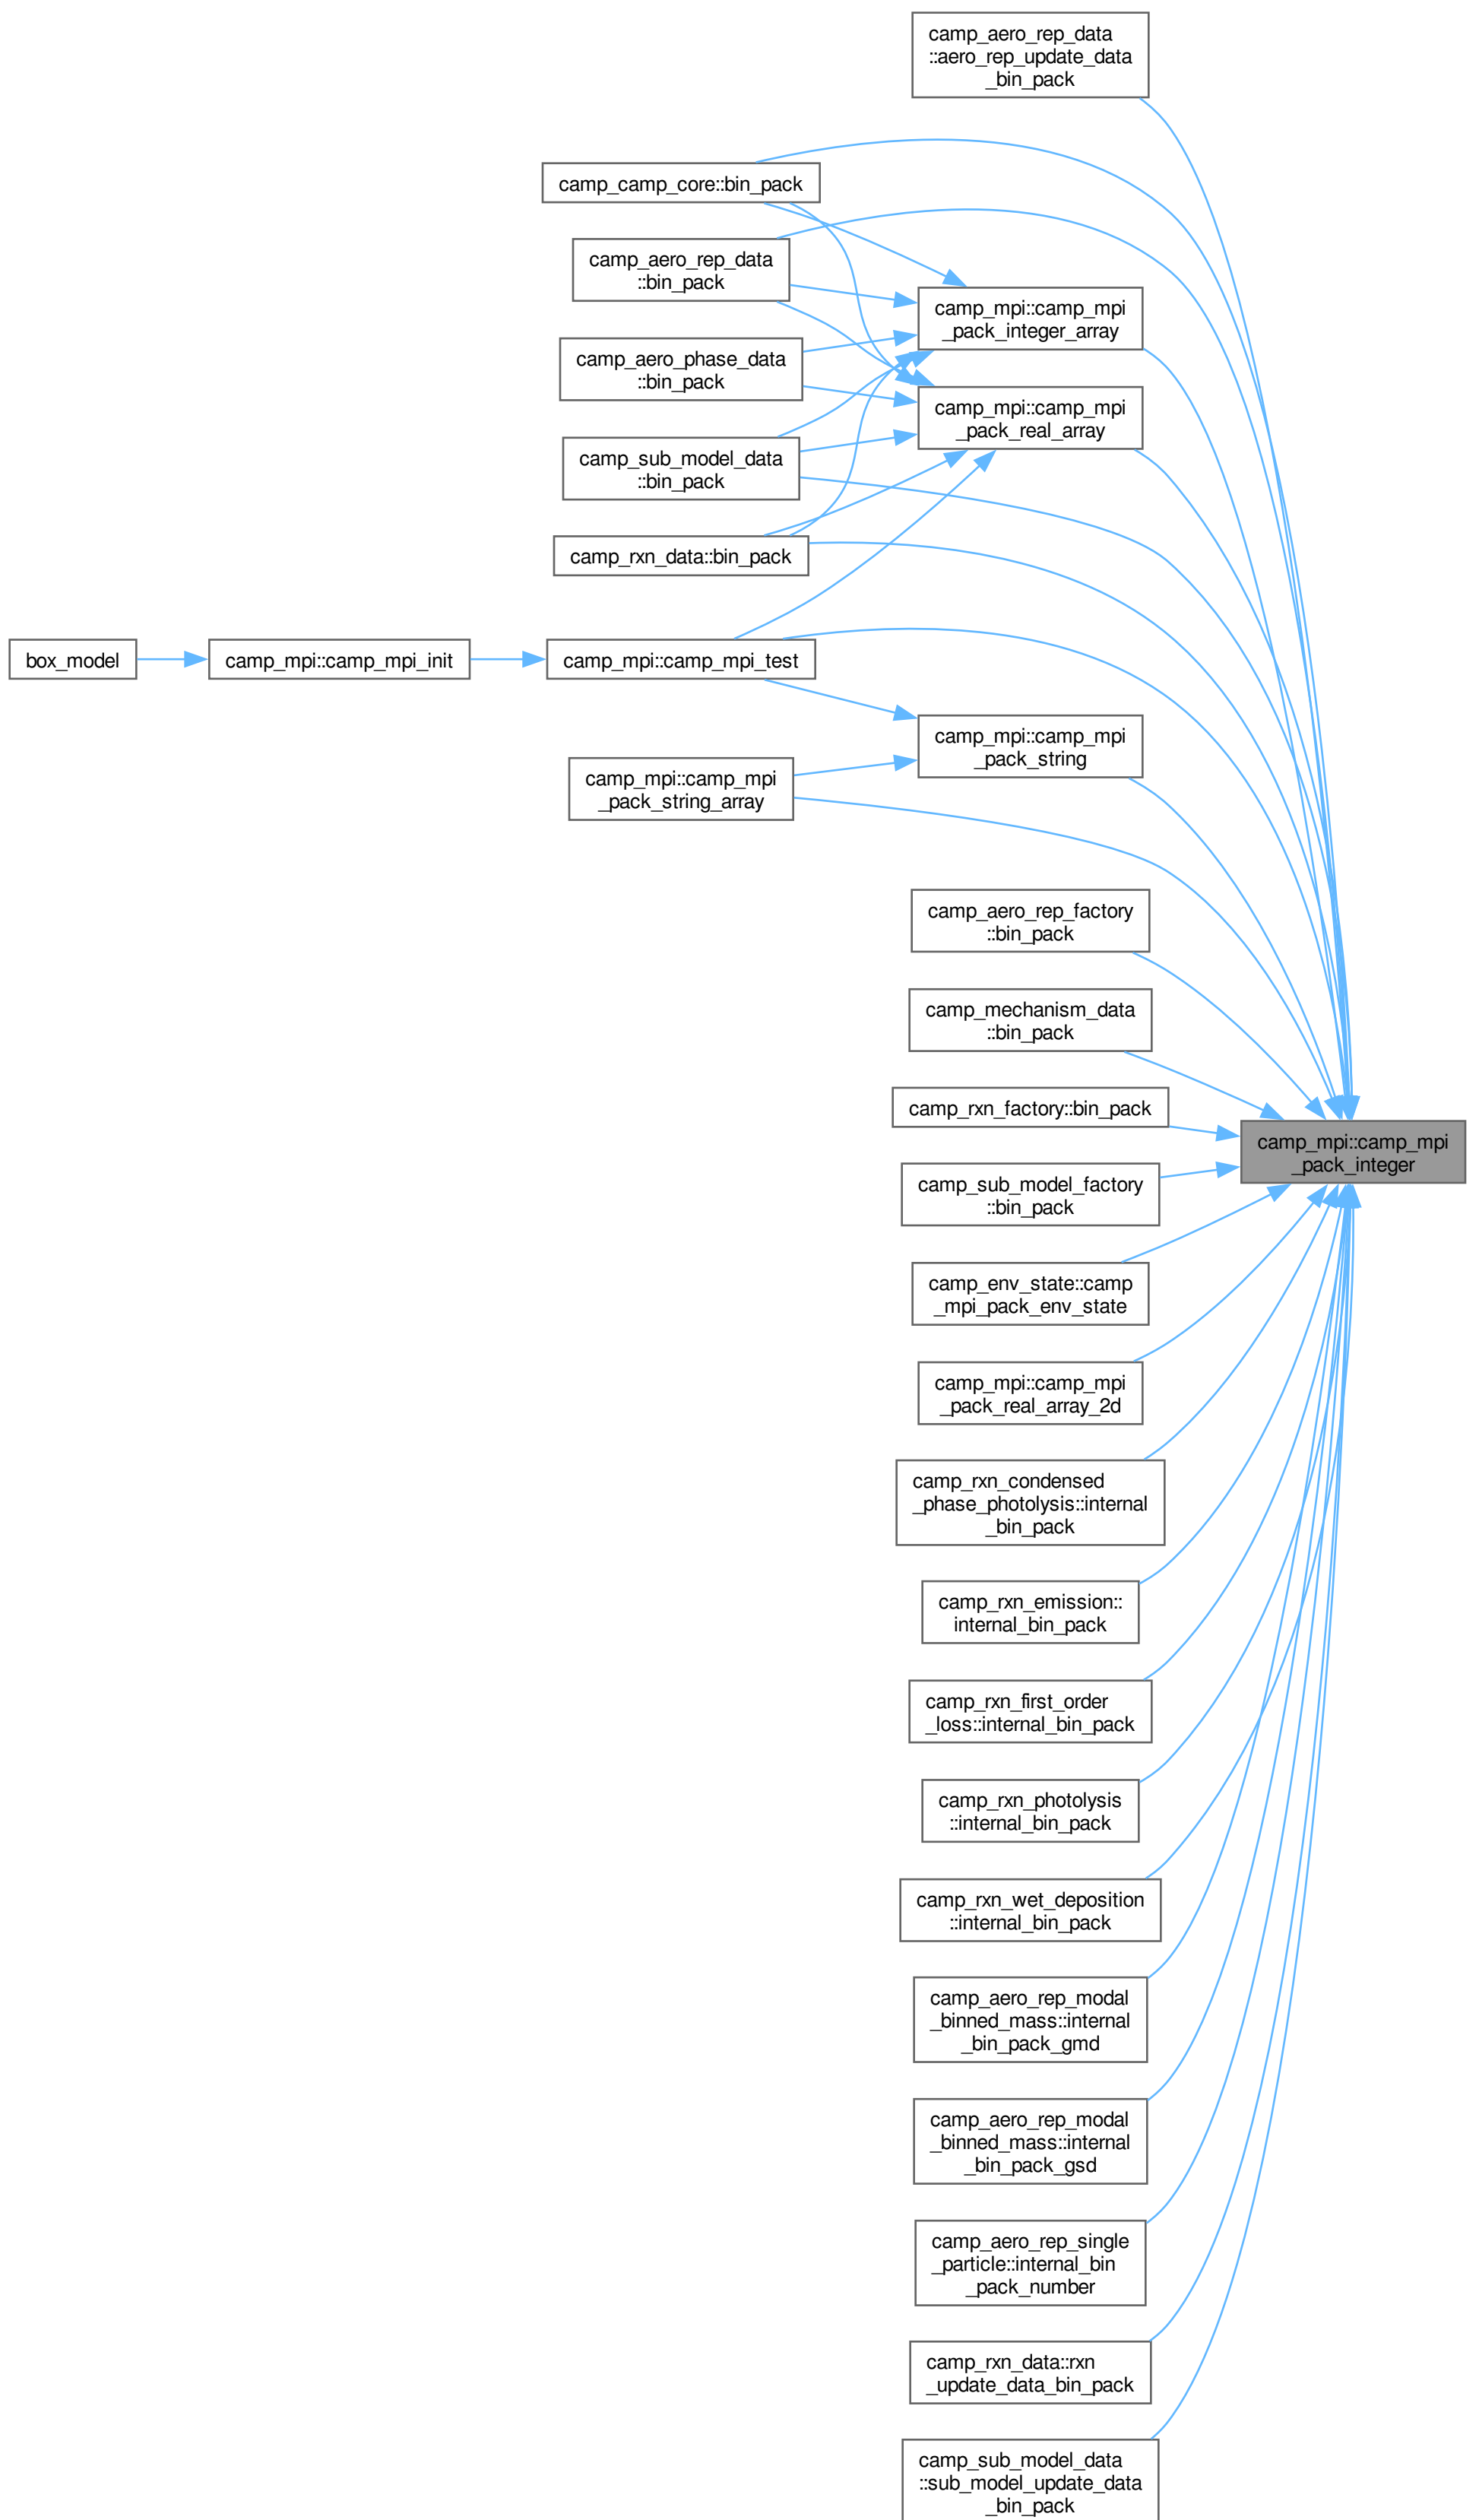 camp_aero_rep_data
::aero_rep_update_data
_bin_pack
camp_camp_core::bin_pack
camp_aero_rep_data
::bin_pack
camp_mpi::camp_mpi
_pack_integer_array
camp_aero_phase_data
::bin_pack
camp_mpi::camp_mpi
_pack_real_array
camp_sub_model_data
::bin_pack
camp_rxn_data::bin_pack
box_model
camp_mpi::camp_mpi_init
camp_mpi::camp_mpi_test
camp_mpi::camp_mpi
_pack_string
camp_mpi::camp_mpi
_pack_string_array
camp_aero_rep_factory
::bin_pack
camp_mechanism_data
::bin_pack
camp_rxn_factory::bin_pack
camp_mpi::camp_mpi
_pack_integer
camp_sub_model_factory
::bin_pack
camp_env_state::camp
_mpi_pack_env_state
camp_mpi::camp_mpi
_pack_real_array_2d
camp_rxn_condensed
_phase_photolysis::internal
_bin_pack
camp_rxn_emission::
internal_bin_pack
camp_rxn_first_order
_loss::internal_bin_pack
camp_rxn_photolysis
::internal_bin_pack
camp_rxn_wet_deposition
::internal_bin_pack
camp_aero_rep_modal
_binned_mass::internal
_bin_pack_gmd
camp_aero_rep_modal
_binned_mass::internal
_bin_pack_gsd
camp_aero_rep_single
_particle::internal_bin
_pack_number
camp_rxn_data::rxn
_update_data_bin_pack
camp_sub_model_data
::sub_model_update_data
_bin_pack